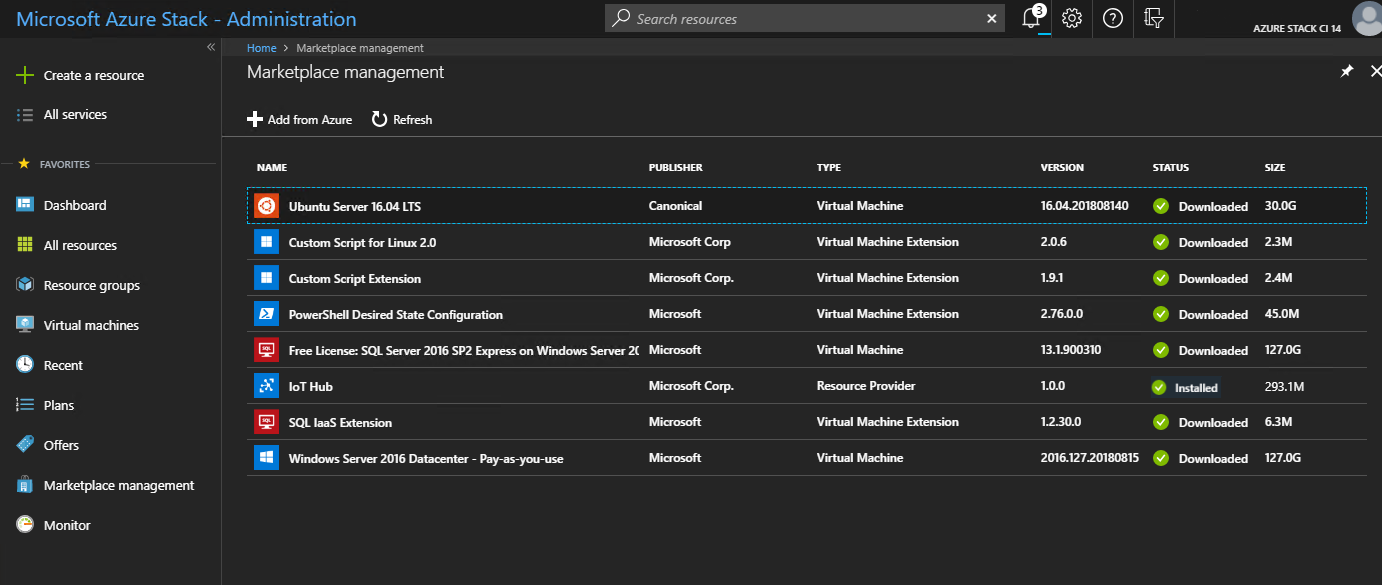 Microsoft Azure Stack - Administration
Search resources
3
AZURE STACK CI 14
Create a resource
All services
FAVORITES
Dashboard
All resources
Resource groups
Virtual machines
Recent
Plans
Offers
Marketplace management
Monitor
Home > Marketplace management
Marketplace management
Add from Azure Refresh
NAME PUBLISHER TYPE VERSION STATUS SIZE
Ubuntu Server 16.04 LTS Canonical Virtual Machine 16.04.201808140 Downloaded 30.0G
Custom Script for Linux 2.0 Microsoft Corp Virtual Machine Extension 2.0.6 Downloaded 2.3M
Custom Script Extension Microsoft Corp. Virtual Machine Extension 1.9.1 Downloaded 2.4M
PowerShell Desired State Configuration Microsoft Virtual Machine Extension 2.76.0.0 Downloaded 45.0M
Free License: SQL Server 2016 SP2 Express on Windows Server 20 Microsoft Virtual Machine 13.1.900310 Downloaded 127.0G
IoT Hub Microsoft Corp. Resource Provider 1.0.0 Installed 293.1M
SQL IaaS Extension Microsoft Virtual Machine Extension 1.2.30.0 Downloaded 6.3M
Windows Server 2016 Datacenter - Pay-as-you-use Microsoft Virtual Machine 2016.127.20180815 Downloaded 127.0G